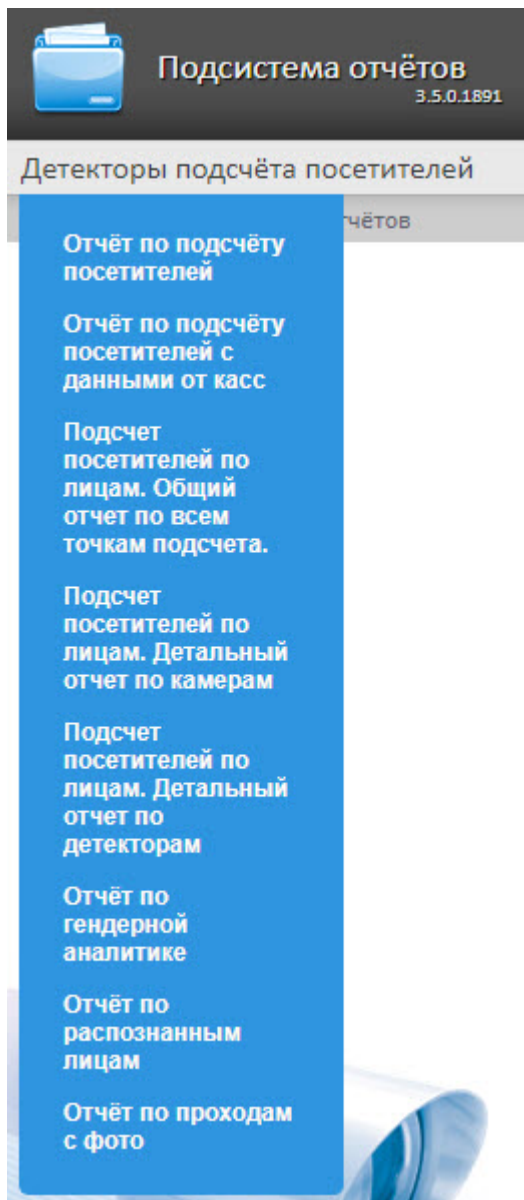 Подсистема отчётов
3.5.0.1891
Детекторы подсчёта посетителей
чётов
Отчёт по подсчёту
посетителей
Отчёт по подсчёту
посетителей с
данными от касс
Подсчет
посетителей по
лицам. Общий
отчет по всем
точкам подсчета.
Подсчет
посетителей по
лицам. Детальный
отчет по камерам
Подсчет
посетителей по
лицам. Детальный
отчет по
детекторам
Отчёт по
гендерной
аналитике
Отчёт по
распознанным
лицам
Отчёт по проходам
с фото